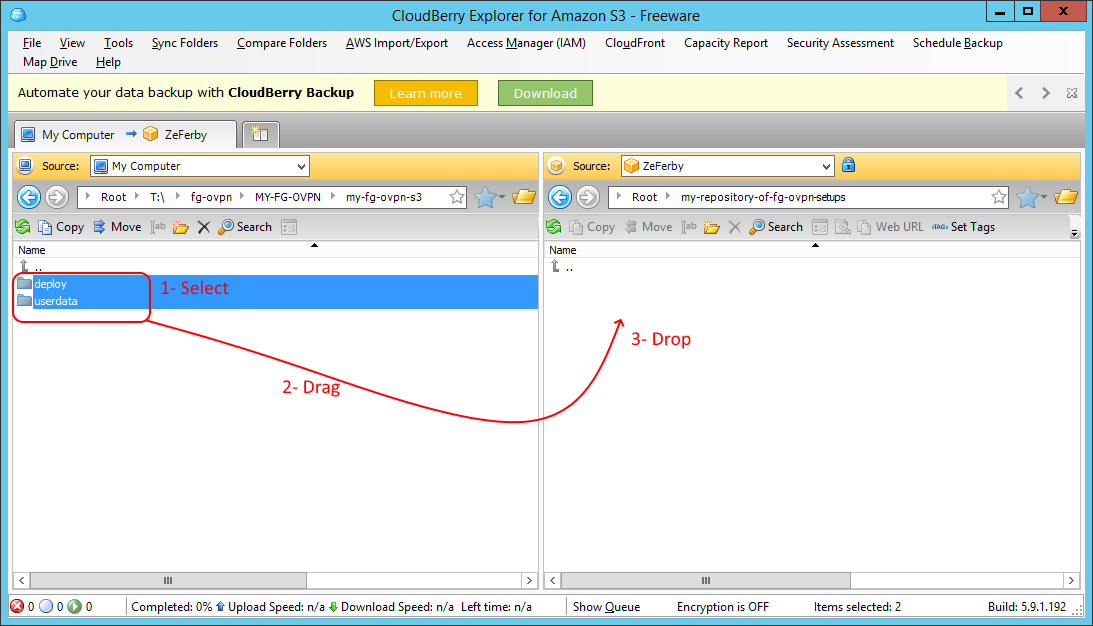 CloudBerry Explorer for Amazon S3 - Freeware
File View Tools Sync Folders Compare Folders AWS Import/Export Access Manager (IAM) CloudFront Capacity Report Security Assessment Schedule Backup
Map Drive Help
Automate your data backup with CloudBerry Backup Learn more Download
My Computer ZeFerby
Source: My Computer Source: ZeFerby
Root T:\ fg-ovpn MY-FG-OVPN my-fg-ovpn-s3 Root my-repository-of-fg-ovpn-setups
Copy Move Search Copy Move Search Web URL Set Tags
Name Name
.. ..
deploy 1- Select
userdata
3- Drop
2- Drag
0 0 0 Completed: 0% Upload Speed: n/a Download Speed: n/a Left time: n/a Show Queue Encryption is OFF Items selected: 2 Build: 5.9.1.192